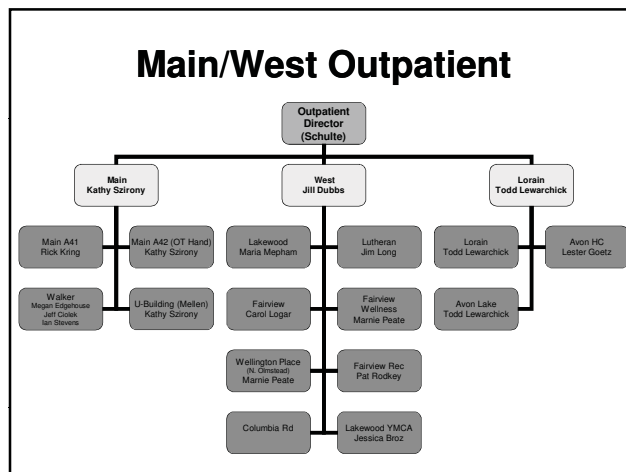 Main/West Outpatient
Outpatient
Director
(Schulte)
Main
Kathy Szirony
West
Jill Dubbs
Lorain
Todd Lewarchick
Main A41
Rick Kring
Main A42 (OT Hand)
Kathy Szirony
Lakewood
Maria Mepham
Lutheran
Jim Long
Lorain
Todd Lewarchick
Avon HC
Lester Goetz
Walker
Megan Edgehouse
Jeff Ciolek
Ian Stevens
U-Building (Mellen)
Kathy Szirony
Fairview
Carol Logar
Fairview
Wellness
Marnie Peate
Avon Lake
Todd Lewarchick
Wellington Place
(N. Olmstead)
Marnie Peate
Fairview Rec
Pat Rodkey
Columbia Rd
Lakewood YMCA
Jessica Broz